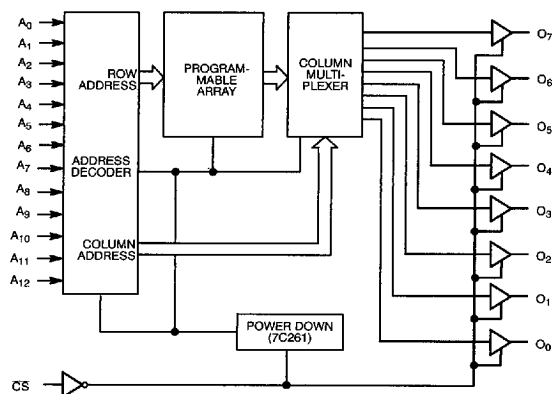 A0
A1
A2
A3
A4
A5
A6
A7
A8
A9
A10
A11
A12
CS
ROW
ADDRESS
ADDRESS
DECODER
COLUMN
ADDRESS
PROGRAM-
MABLE
ARRAY
COLUMN
MULTI-
PLEXER
POWER DOWN
(7C261)
O7
O6
O5
O4
O3
O2
O1
O0